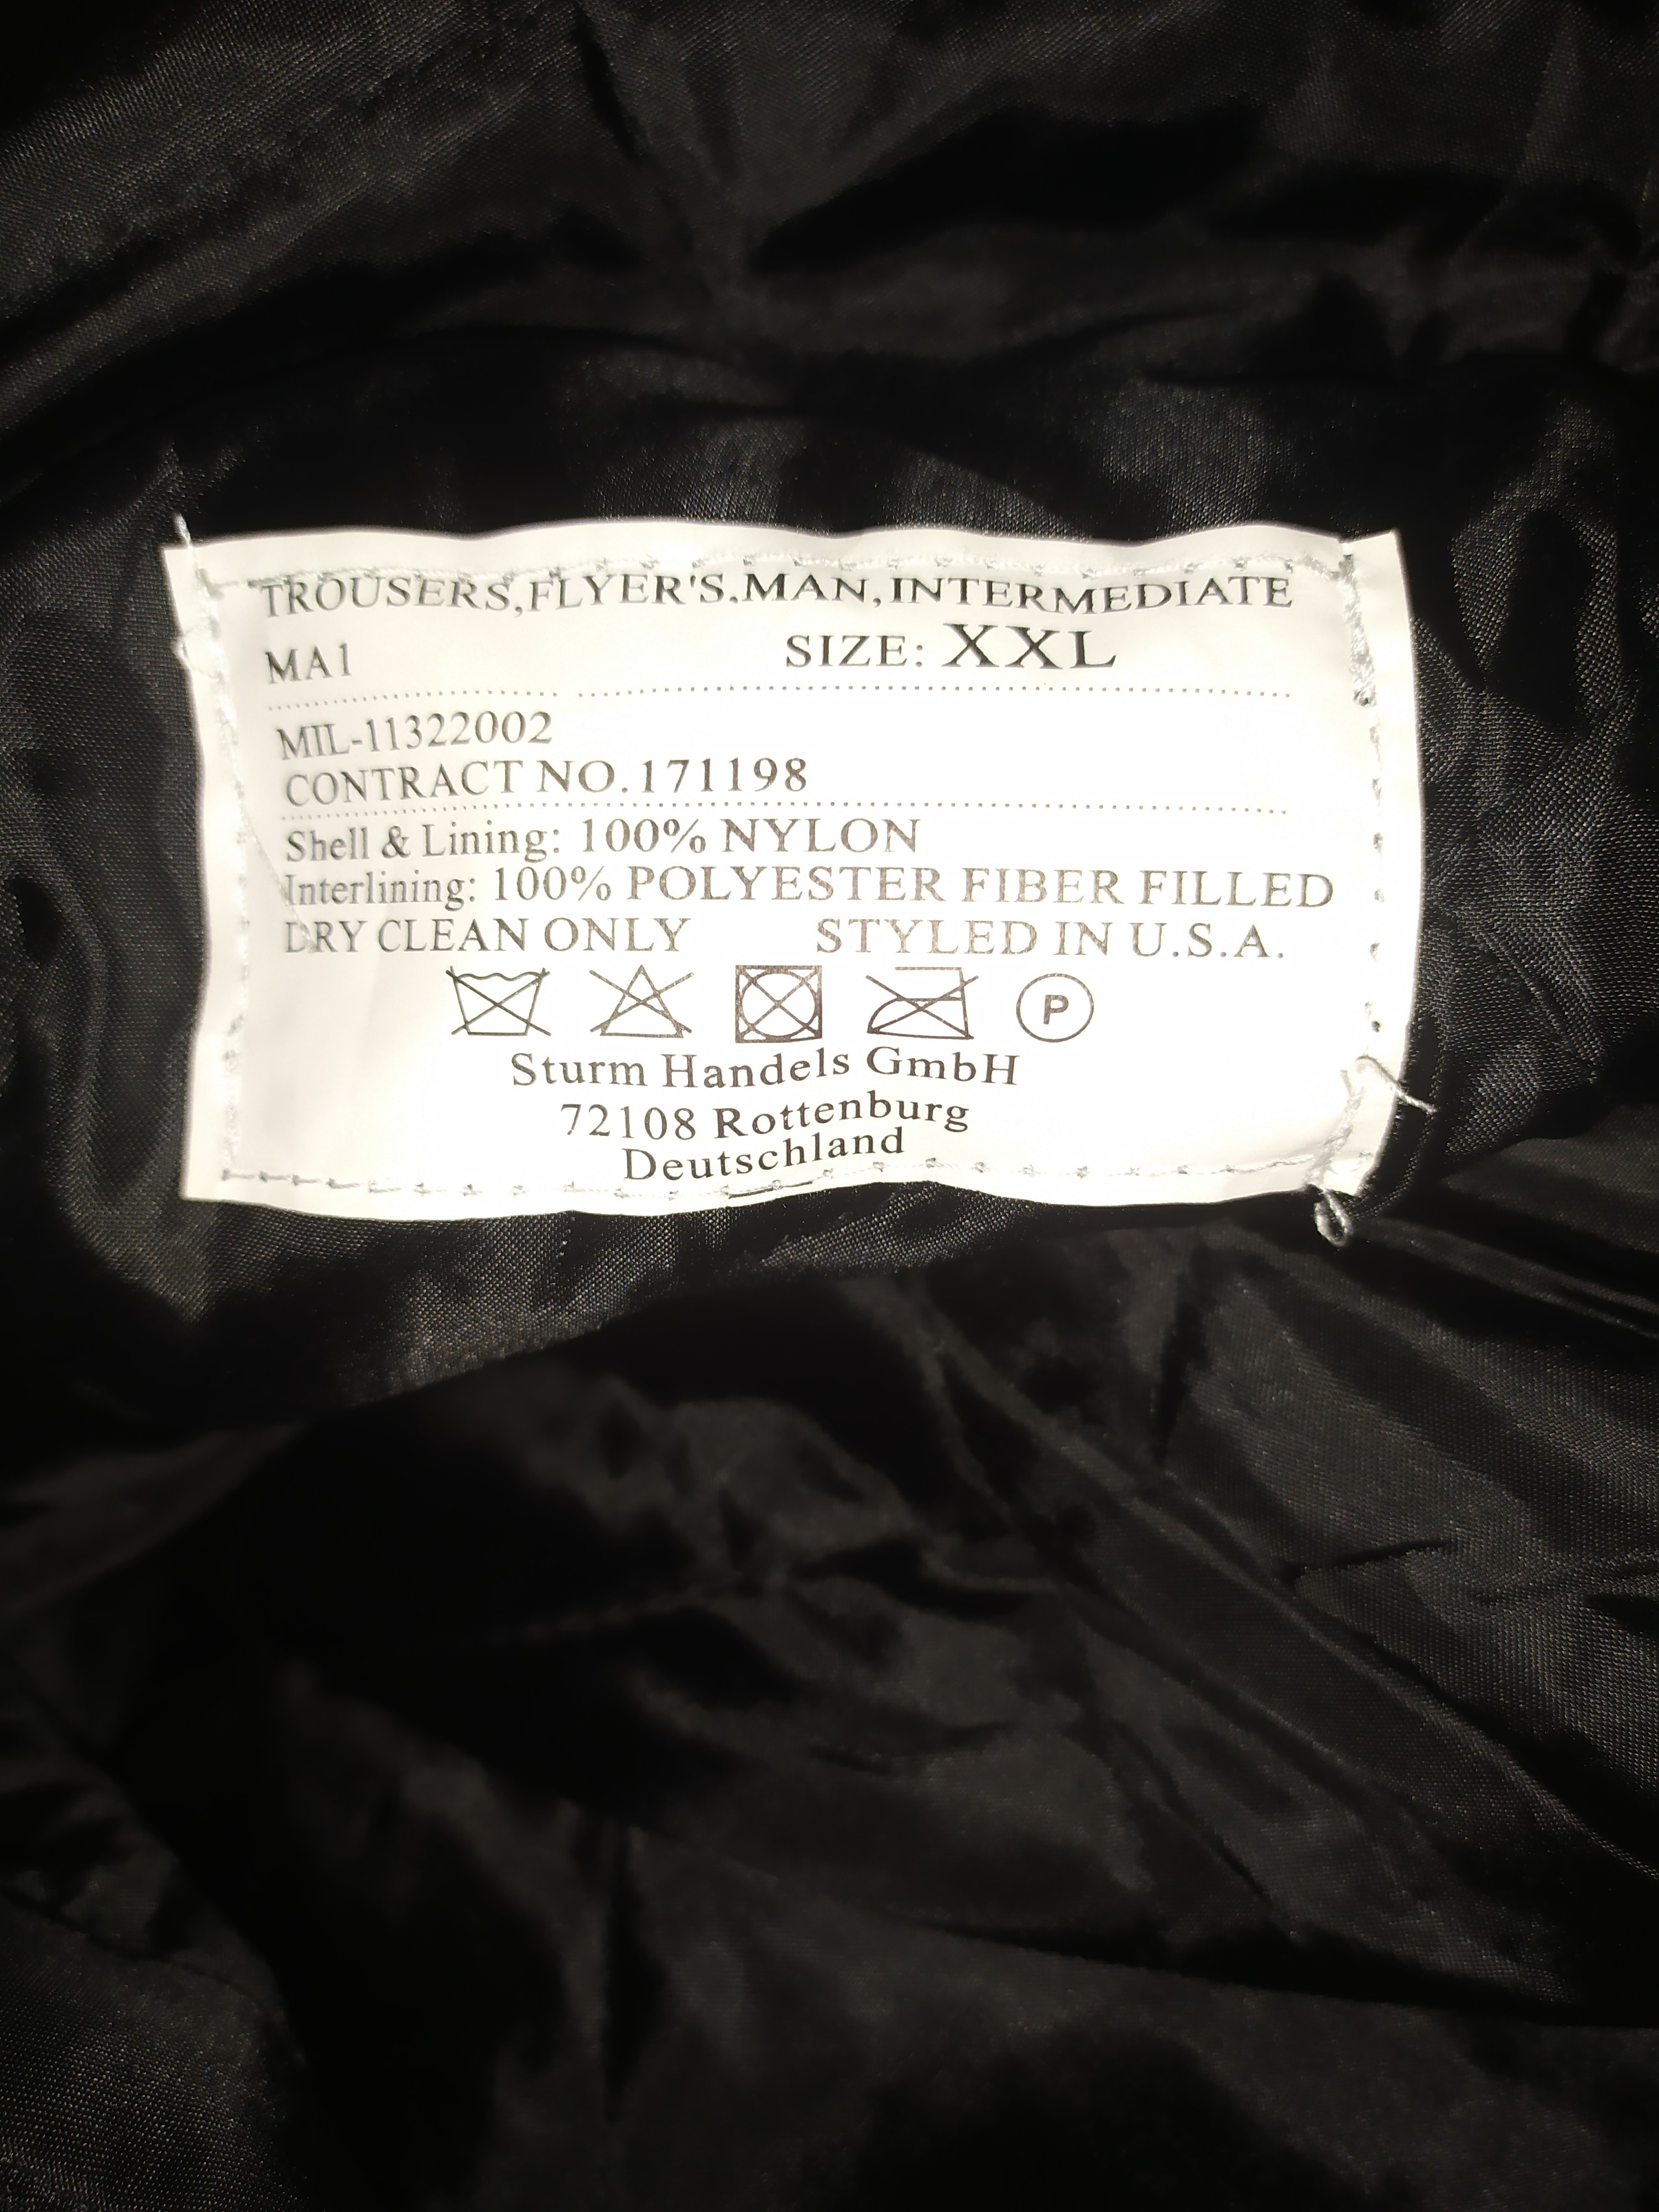 TROUSERS,FLYER'S.MAN,INTERMEDIATE
MA1 SIZE: XXL
MIL-11322002
CONTRACT NO.171198
Shell & Lining: 100% NYLON
Interlining: 100% POLYESTER FIBER FILLED
DRY CLEAN ONLY STYLED IN U.S.A.
P
Sturm Handels GmbH
72108 Rottenburg
Deutschland